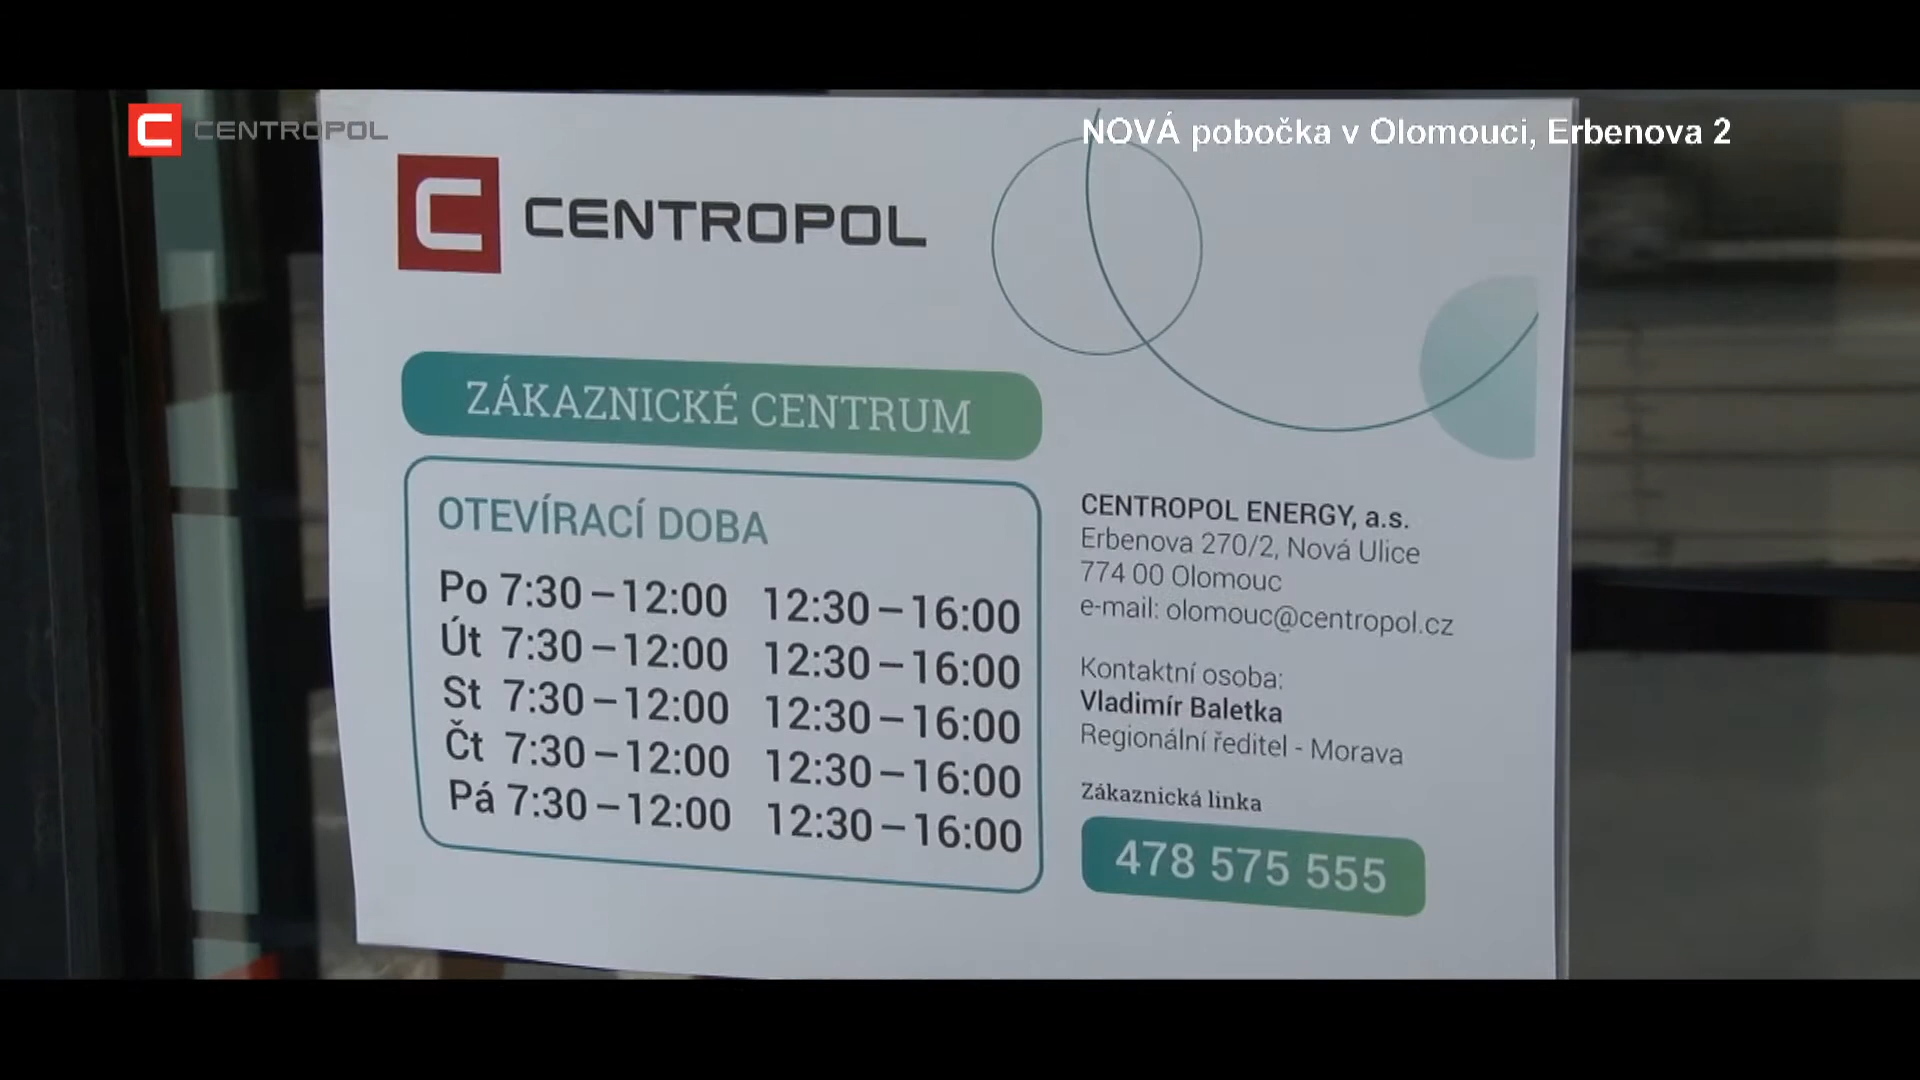 CENTROPOL
NOVÁ pobočka v Olomouci, Erbenova 2
CENTROPOL
ZÁKAZNICKÉ CENTRUM
OTEVÍRACÍ DOBA
Po 7:30 – 12:00 12:30 – 16:00
Út 7:30 – 12:00 12:30 – 16:00
St 7:30 – 12:00 12:30 – 16:00
Čt 7:30 – 12:00 12:30 – 16:00
Pá 7:30 – 12:00 12:30 – 16:00
CENTROPOL ENERGY, a.s.
Erbenova 270/2, Nová Ulice
774 00 Olomouc
e-mail: olomouc@centropol.cz
Kontaktní osoba:
Vladimír Baletka
Regionální ředitel - Morava
Zákaznická linka
478 575 555